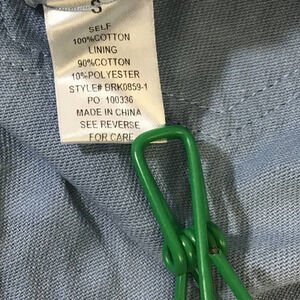 S
SELF
100%COTTON
LINING
90%COTTON
10%POLYESTER
STYLE# BRK0859-1
PO: 100336
MADE IN CHINA
SEE REVERSE
FOR CARE